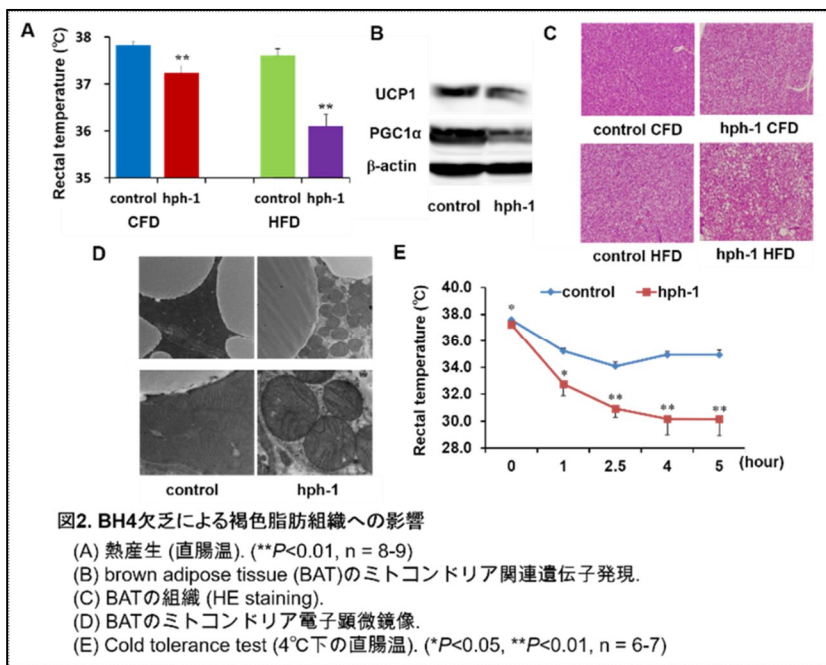 A
Rectal temperature (℃)
38
37
36
35
**
**
control hph-1 control hph-1
CFD HFD
B
UCP1
PGC1α
β-actin
control hph-1
C
control CFD hph-1 CFD
control HFD hph-1 HFD
D
control hph-1
E
control hph-1
Rectal temperature (℃)
40.0
38.0
36.0
34.0
32.0
30.0
28.0
*
*
**
**
**
0 1 2.5 4 5 (hour)
図2. BH4欠乏による褐色脂肪組織への影響
(A) 熱産生 (直腸温). (**P<0.01, n = 8-9)
(B) brown adipose tissue (BAT)のミトコンドリア関連遺伝子発現.
(C) BATの組織 (HE staining).
(D) BATのミトコンドリア電子顕微鏡像.
(E) Cold tolerance test (4℃下の直腸温). (*P<0.05, **P<0.01, n = 6-7)